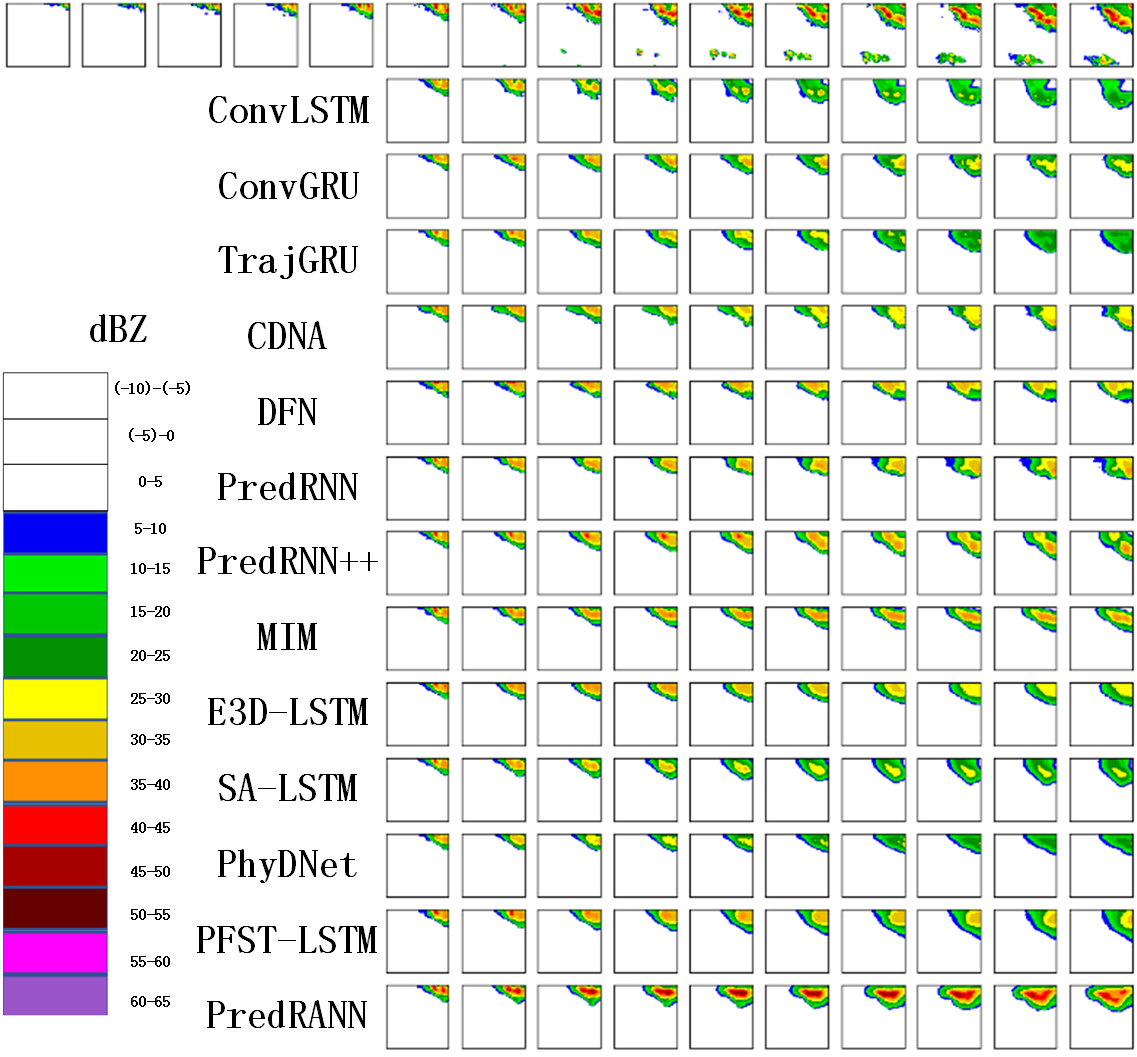 ConvLSTM
ConvGRU
TrajGRU
CDNA
DFN
PredRNN
PredRNN++
MIM
E3D-LSTM
SA-LSTM
PhyDNet
PFST-LSTM
PredRANN
dBZ
(-10)-(-5)
(-5)-0
0-5
5-10
10-15
15-20
20-25
25-30
30-35
35-40
40-45
45-50
50-55
55-60
60-65